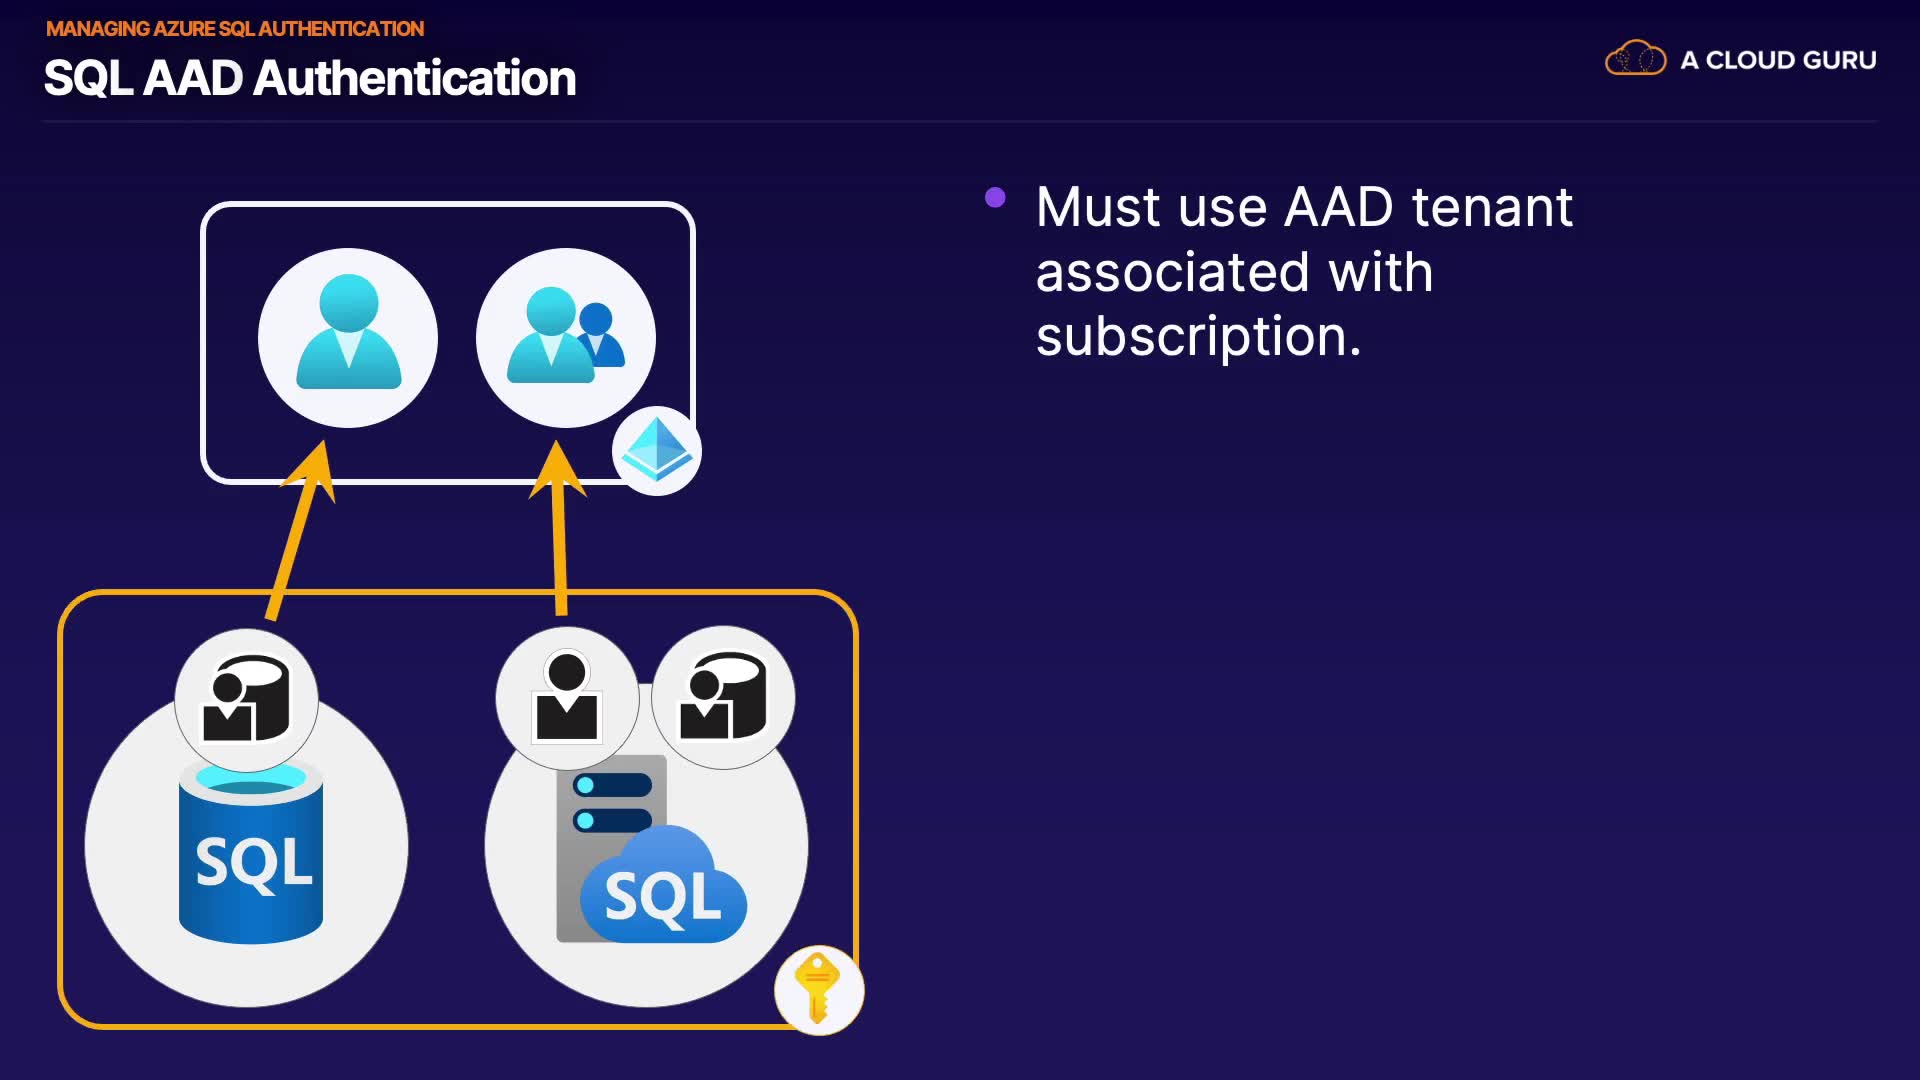 MANAGING AZURE SQL AUTHENTICATION
SQL AAD Authentication
A CLOUD GURU
Must use AAD tenant
associated with
subscription.
SQL
SQL